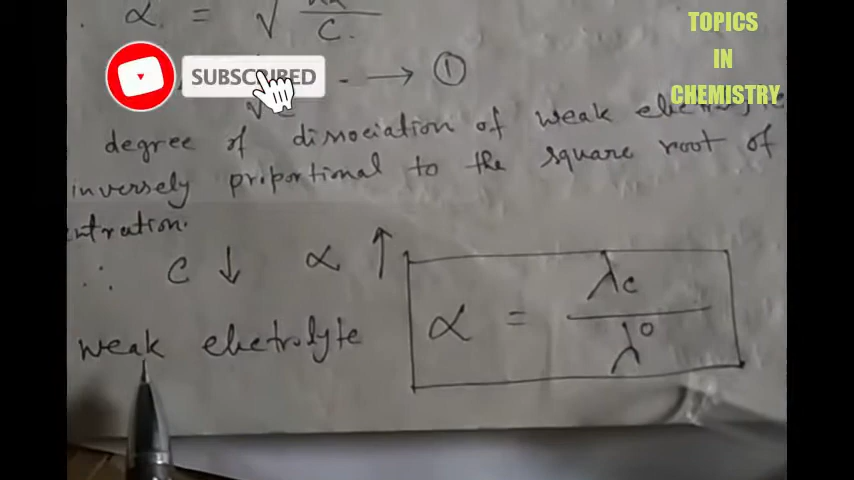 α = √ C.
SUBSCRIBED
→ ①
degree of dissociation of weak
inversely proportional to the square root of
∴ C ↓ α ↑
α = λc / λ°
weak electrolyte
TOPICS
IN
CHEMISTRY